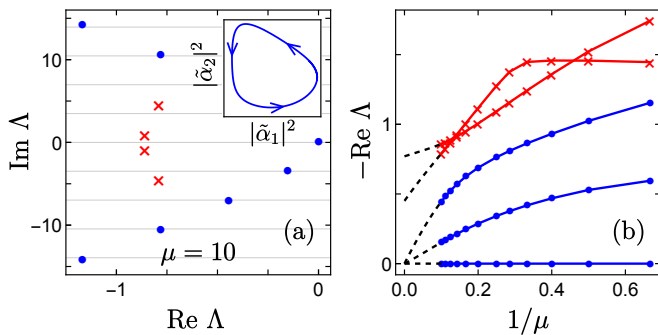 10
0
−10
Im Λ
|α̃₂|²
|α̃₁|²
μ = 10
(a)
−1
0
Re Λ
1
0
−Re Λ
(b)
0.0
0.2
0.4
0.6
1/μ